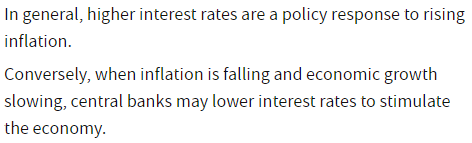 In general, higher interest rates are a policy response to rising
inflation.
Conversely, when inflation is falling and economic growth
slowing, central banks may lower interest rates to stimulate
the economy.